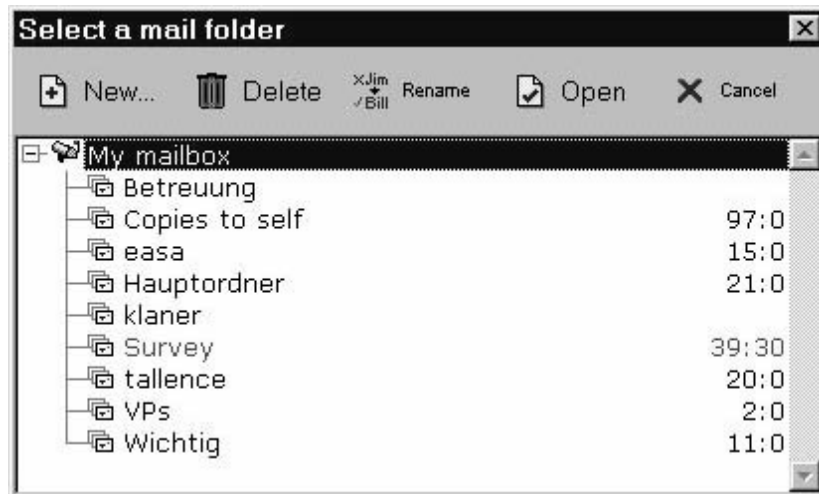 Select a mail folder
New... Delete XJim ✓Bill Rename Open Cancel
My mailbox
Betreuung
Copies to self 97:0
easa 15:0
Hauptordner 21:0
klaner
Survey 39:30
tallence 20:0
VPs 2:0
Wichtig 11:0